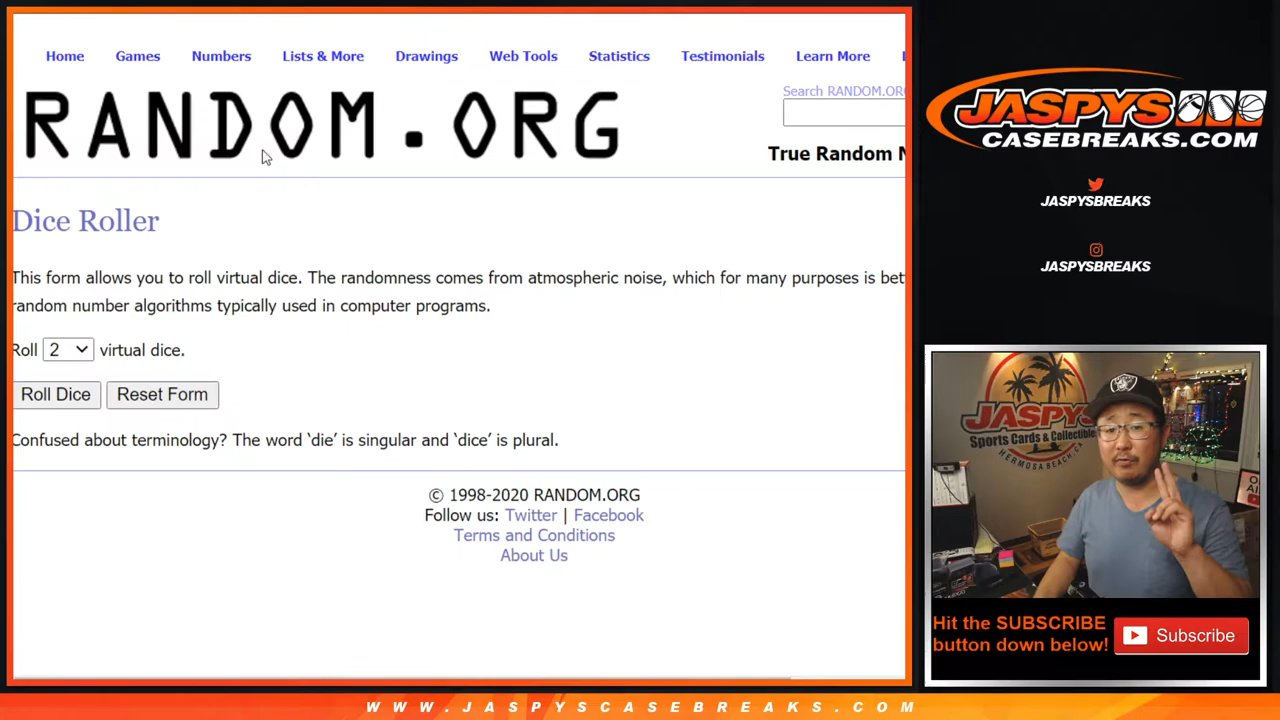 Home Games Numbers Lists & More Drawings Web Tools Statistics Testimonials Learn More
RANDOM.ORG
Search RANDOM.ORG
True Random N
Dice Roller
This form allows you to roll virtual dice. The randomness comes from atmospheric noise, which for many purposes is bet
random number algorithms typically used in computer programs.
Roll 2 virtual dice.
Roll Dice Reset Form
Confused about terminology? The word ‘die’ is singular and ‘dice’ is plural.
© 1998-2020 RANDOM.ORG
Follow us: Twitter | Facebook
Terms and Conditions
About Us
JASPYS
CASEBREAKS.COM
JASPYSBREAKS
JASPYSBREAKS
JASPYS
Sports Cards & Collectibles
HERMOSA BEACH, CA
Hit the SUBSCRIBE
button down below!
Subscribe
WWW.JASPYSCASEBREAKS.COM